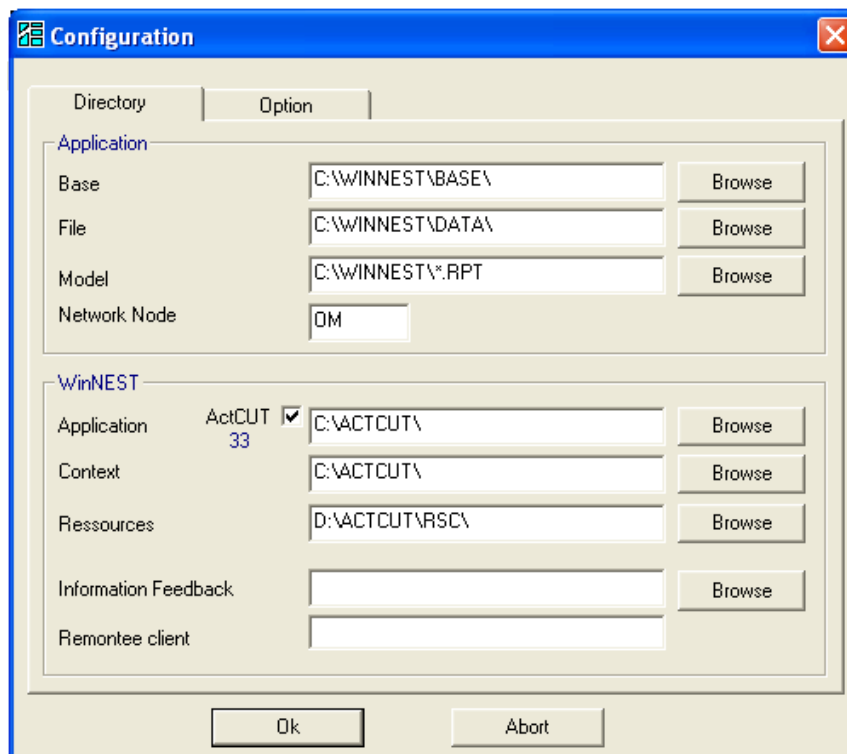 Configuration
Directory Option
Application
Base C:\WINNEST\BASE\ Browse
File C:\WINNEST\DATA\ Browse
Model C:\WINNEST\*.RPT Browse
Network Node OM
WinNEST
Application ActCUT 33 C:\ACTCUT\ Browse
Context C:\ACTCUT\ Browse
Ressources D:\ACTCUT\RSC\ Browse
Information Feedback Browse
Remontee client
Ok Abort